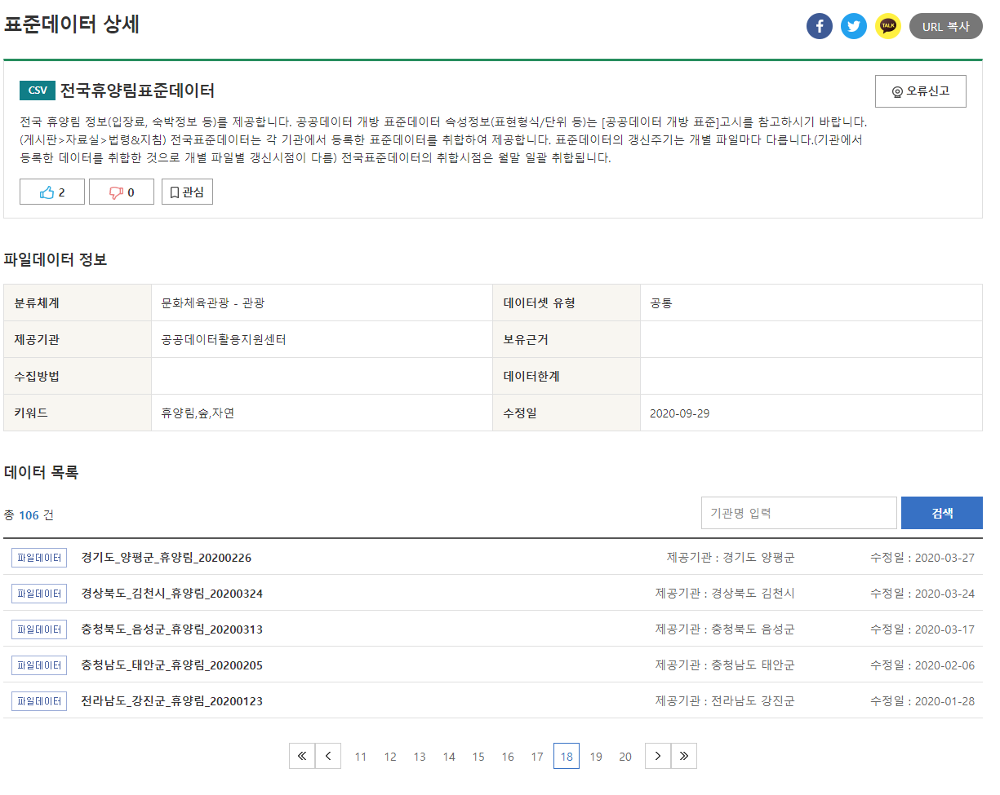 표준데이터 상세
TALK
URL 복사
CSV 전국휴양림표준데이터
오류신고
전국 휴양림 정보(입장료, 숙박정보 등)를 제공합니다. 공공데이터 개방 표준데이터 속성정보(표현형식/단위 등)는 [공공데이터 개방 표준]고시를 참고하시기 바랍니다.
(게시판>자료실>법령&지침) 전국표준데이터는 각 기관에서 등록한 표준데이터를 취합하여 제공합니다. 표준데이터의 갱신주기는 개별 파일마다 다릅니다.(기관에서
등록한 데이터를 취합한 것으로 개별 파일별 갱신시점이 다름) 전국표준데이터의 취합시점은 월말 일괄 취합됩니다.
2 0 관심
파일데이터 정보
분류체계 문화체육관광 - 관광 데이터셋 유형 공통
제공기관 공공데이터활용지원센터 보유근거
수집방법 데이터한계
키워드 휴양림,숲,자연 수정일 2020-09-29
데이터 목록
총 106 건 기관명 입력 검색
파일데이터 경기도_양평군_휴양림_20200226 제공기관 : 경기도 양평군 수정일 : 2020-03-27
파일데이터 경상북도_김천시_휴양림_20200324 제공기관 : 경상북도 김천시 수정일 : 2020-03-24
파일데이터 충청북도_음성군_휴양림_20200313 제공기관 : 충청북도 음성군 수정일 : 2020-03-17
파일데이터 충청남도_태안군_휴양림_20200205 제공기관 : 충청남도 태안군 수정일 : 2020-02-06
파일데이터 전라남도_강진군_휴양림_20200123 제공기관 : 전라남도 강진군 수정일 : 2020-01-28
11 12 13 14 15 16 17 18 19 20